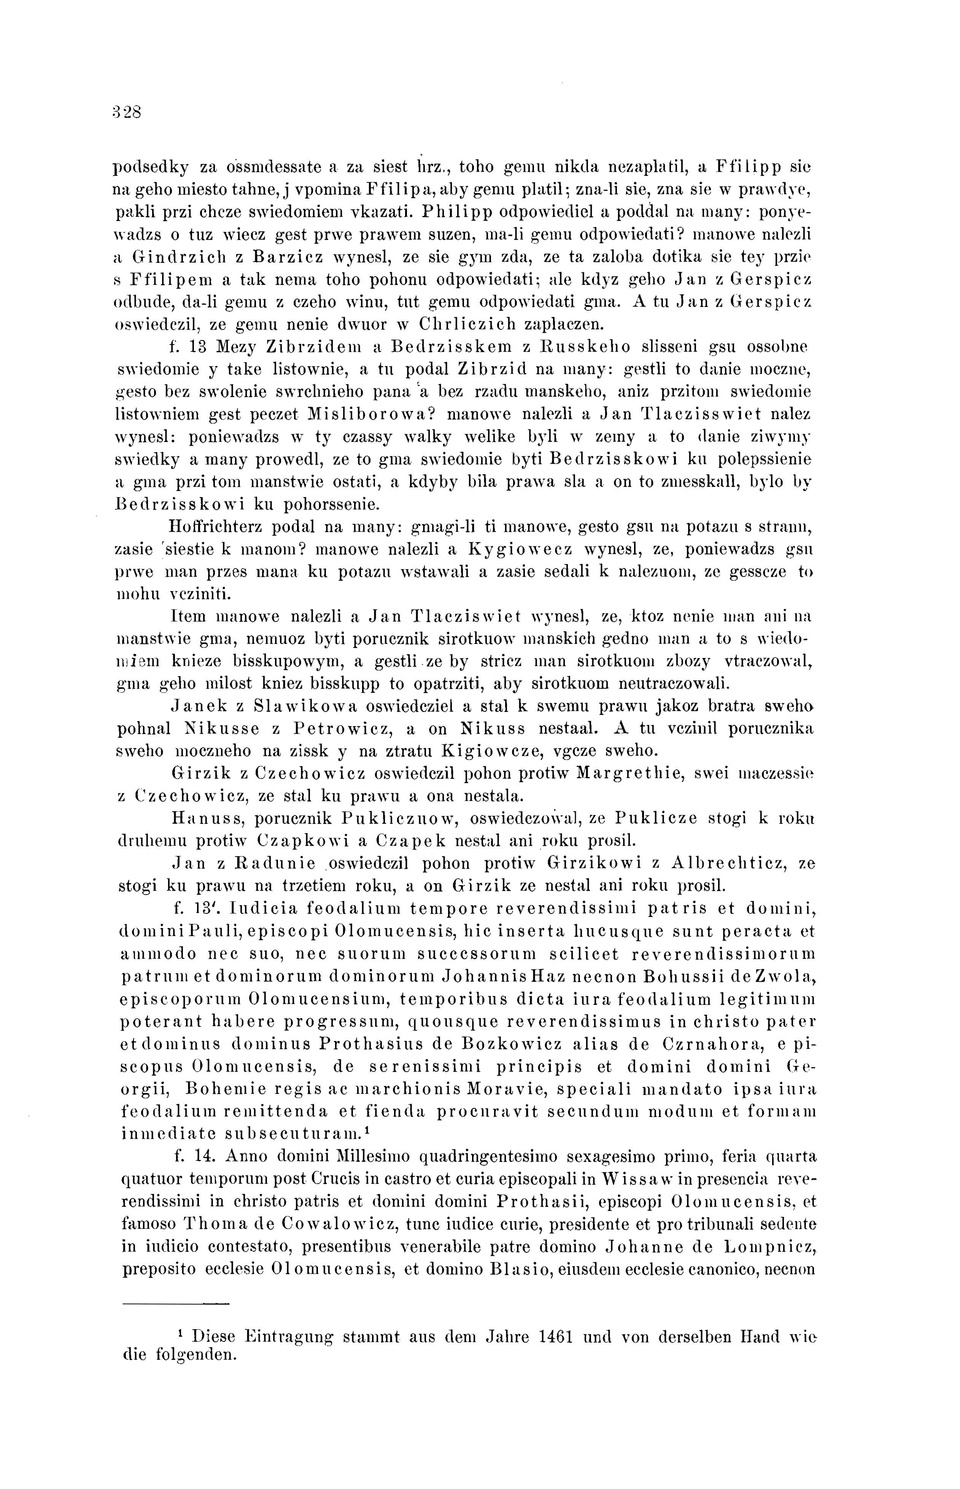 328
podsedky za ossmdessate a za siest hrz., toho gemu nikda nezaplatil, a Ffilipp sie
na geho miesto tahne, j vpomina Ffilipa, aby gemu platil; zna-li sie, zna sie w prawdye,
pakli przi chcze swiedomiem vkazati. Philipp odpowiediel a poddal na many: ponye-
wadzs o tuz wiecz gest prwe prawem suzen, ma-li gemu odpowiedati? manowe nalezli
a Gindrzich z Barzicz wynesl, ze sie gym zda, ze ta zaloba dotika sie tey przie
s Ffilipem a tak nema toho pohonu odpowiedati; ale kdyz geho Jan z Gerspicz
odbude, da-li gemu z czeho winu, tut gemu odpowiedati gma. A tu Jan z Gerspicz
oswiedczil, ze gemu nenie dwuor w Chrliczich zaplaczen.
f. 13 Mezy Zibrzidem a Bedrzisskem z Russkeho slisseni gsu ossobne
swiedomie y take listownie, a tu podal Zibrzid na many: gestli to danie moczne,
gesto bez swolenie swrchnieho pana a bez rzadu manskeho, aniz przitom swiedomie
listowniem gest peczet Misliborowa? manowe nalezli a Jan Tlaczisswiet nalez
wynesl: poniewadzs w ty czassy walky welike byli w zemy a to danie ziwymy
swiedky a many prowedl, ze to gma swiedomie byti Bedrzisskowi ku polepssienie
a gma przi tom manstwie ostati, a kdyby bila prawa sla a on to zmesskall, bylo by
Bedrzisskowi ku pohorssenie.
Hoffrichterz podal na many: gmagi-li ti manowe, gesto gsu na potazu s stranu,
zasie siestie k manom? manowe nalezli a Kygiowecz wynesl, ze, poniewadzs gsu
prwe man przes mana ku potazu wstawali a zasie sedali k nalezuom, ze gesscze to
mohu vcziniti.
Item manowe nalezli a Jan Tlacziswiet wynesl, ze, ktoz nenie man ani na
manstwie gma, nemuoz byti porucznik sirotkuow manskich gedno man a to s wiedo-
miem knieze bisskupowym, a gestli ze by stricz man sirotkuom zbozy vtraczowal,
gma geho milost kniez bisskupp to opatrziti, aby sirotkuom neutraczowali.
Janek z Slawikowa oswiedcziel a stal k swemu prawu jakoz bratra sweho
pohnal Nikusse z Petrowicz, a on Nikuss nestaal. A tu vczinil porucznika
sweho moczneho na zissk y na ztratu Kigiowcze, vgcze sweho.
Girzik z Czechowicz oswiedczil pohon protiw Margrethie, swei maczessie
z Czechowicz, ze stal ku prawu a ona nestala.
Hanuss, porucznik Pukliczuow, oswiedczowal, ze Puklicze stogi k roku
druhemu protiw Czapkowi a Czapek nestal ani roku prosil.
Jan z Radunie oswiedczil pohon protiw Girzikowi z Albrechticz, ze
stogi ku prawu na trzetiem roku, a on Girzik ze nestal ani roku prosil.
f. 13′. Iudicia feodalium tempore reverendissimi patris et domini,
domini Pauli, episcopi Olomucensis, hic inserta hucusque sunt peracta et
ammodo nec suo, nec suorum successorum scilicet reverendissimorum
patrum et dominorum dominorum Johannis Haz necnon Bohussii de Zwola,
episcoporum Olomucensium, temporibus dicta iura feodalium legitimum
poterant habere progressum, quousque reverendissimus in christo pater
et dominus dominus Prothasius de Bozkowicz alias de Czrnahora, epi-
scopus Olomucensis, de serenissimi principis et domini domini Ge-
orgii, Bohemie regis ac marchionis Moravie, speciali mandato ipsa iura
feodalium remittenda et fienda procuravit secundum modum et formam
inmediate subsecuturam.¹
f. 14. Anno domini Millesimo quadringentesimo sexagesimo primo, feria quarta
quatuor temporum post Crucis in castro et curia episcopali in Wissaw in presencia reve-
rendissimi in christo patris et domini domini Prothasii, episcopi Olomucensis, et
famoso Thoma de Cowalowicz, tunc iudice curie, presidente et pro tribunali sedente
in iudicio contestato, presentibus venerabile patre domino Johanne de Lompnicz,
preposito ecclesie Olomucensis, et domino Blasio, eiusdem ecclesie canonico, necnon
¹ Diese Eintragung stammt aus dem Jahre 1461 und von derselben Hand wie
die folgenden.